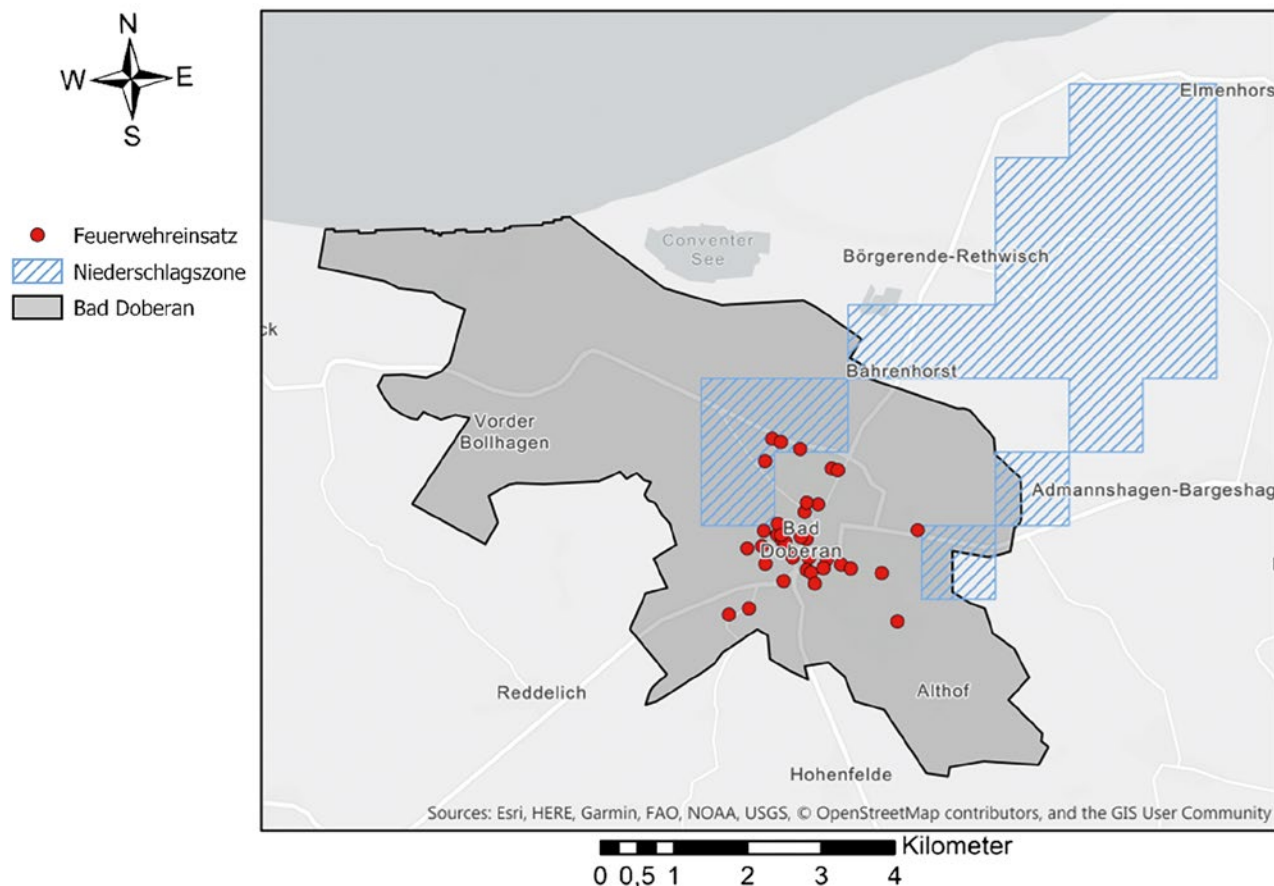 N
W E
S
Feuerwehreinsatz
Niederschlagszone
Bad Doberan
Elmenhors
Conventer
See
Börgerende-Rethwisch
ck
Bahrenhorst
Vorder
Bollhagen
Admannshagen-Bargeshag
Bad
Doberan
Reddelich
Althof
Hohenfelde
Sources: Esri, HERE, Garmin, FAO, NOAA, USGS, © OpenStreetMap contributors, and the GIS User Community
Kilometer
0 0,5 1 2 3 4